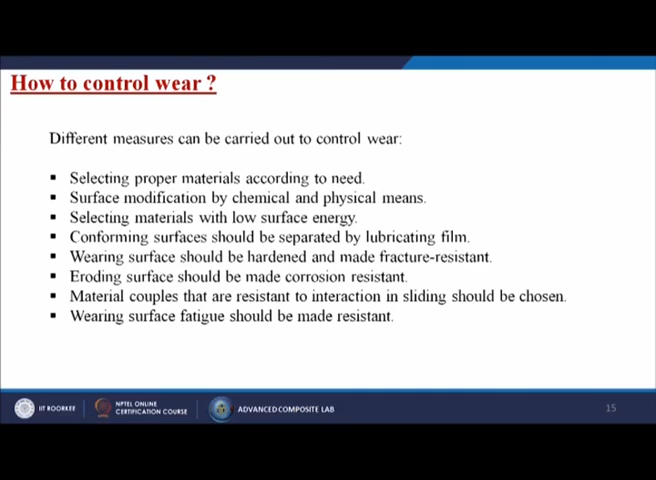 How to control wear ?
Different measures can be carried out to control wear:
▪ Selecting proper materials according to need.
▪ Surface modification by chemical and physical means.
▪ Selecting materials with low surface energy.
▪ Conforming surfaces should be separated by lubricating film.
▪ Wearing surface should be hardened and made fracture-resistant.
▪ Eroding surface should be made corrosion resistant.
▪ Material couples that are resistant to interaction in sliding should be chosen.
▪ Wearing surface fatigue should be made resistant.
IIT ROORKEE
NPTEL ONLINE
CERTIFICATION COURSE
ADVANCED COMPOSITE LAB
15